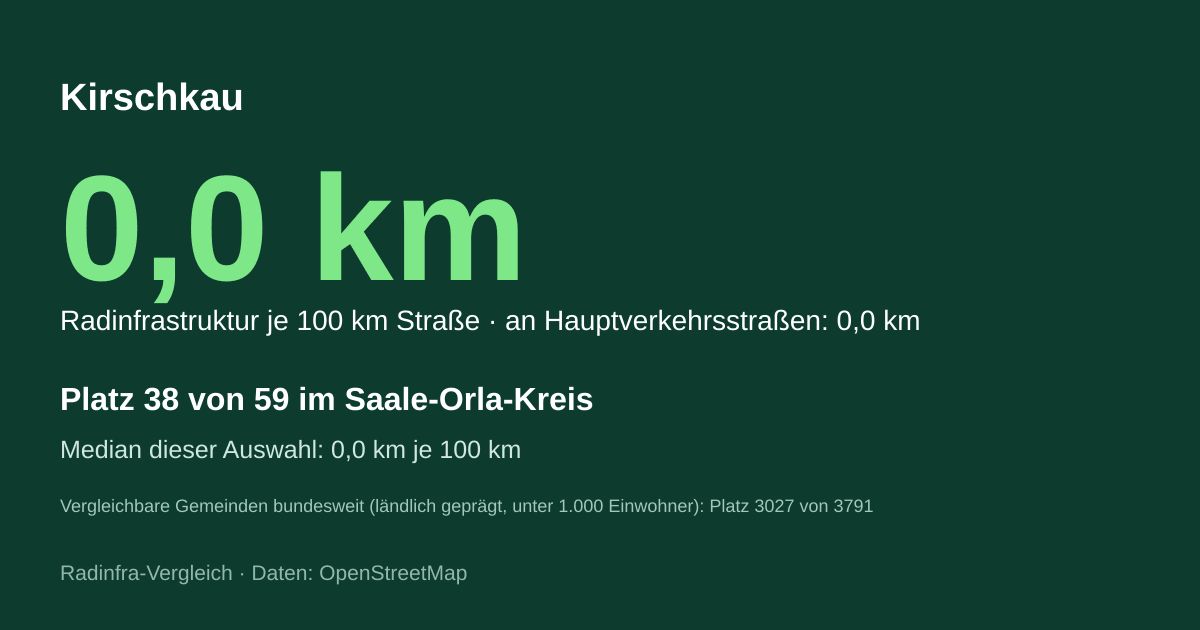 Kirschkau
0,0 km
Radinfrastruktur je 100 km Straße · an Hauptverkehrsstraßen: 0,0 km
Platz 38 von 59 im Saale-Orla-Kreis
Median dieser Auswahl: 0,0 km je 100 km
Vergleichbare Gemeinden bundesweit (ländlich geprägt, unter 1.000 Einwohner): Platz 3027 von 3791
Radinfra-Vergleich · Daten: OpenStreetMap